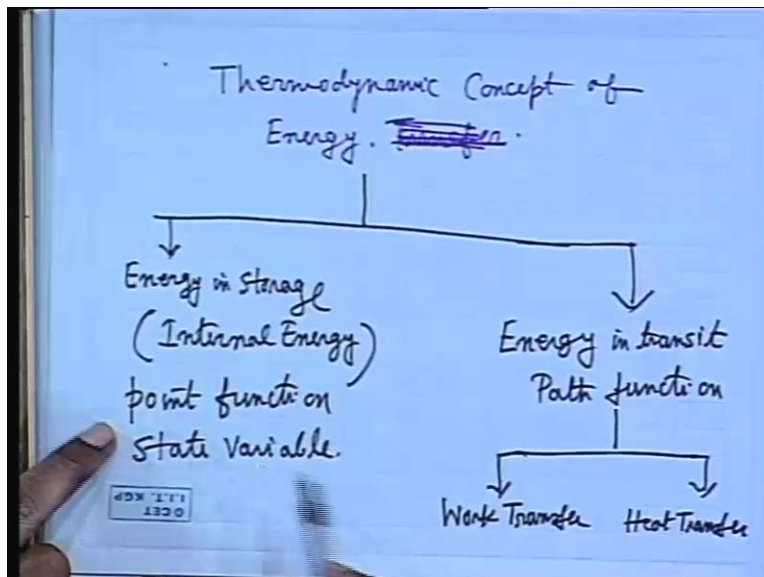 Thermodynamic Concept of
Energy.
Energy in storage
(Internal Energy)
point function
State Variable.
Energy in transit
Path function
Work Transfer Heat Transfer
OCET
I.I.T. KGP